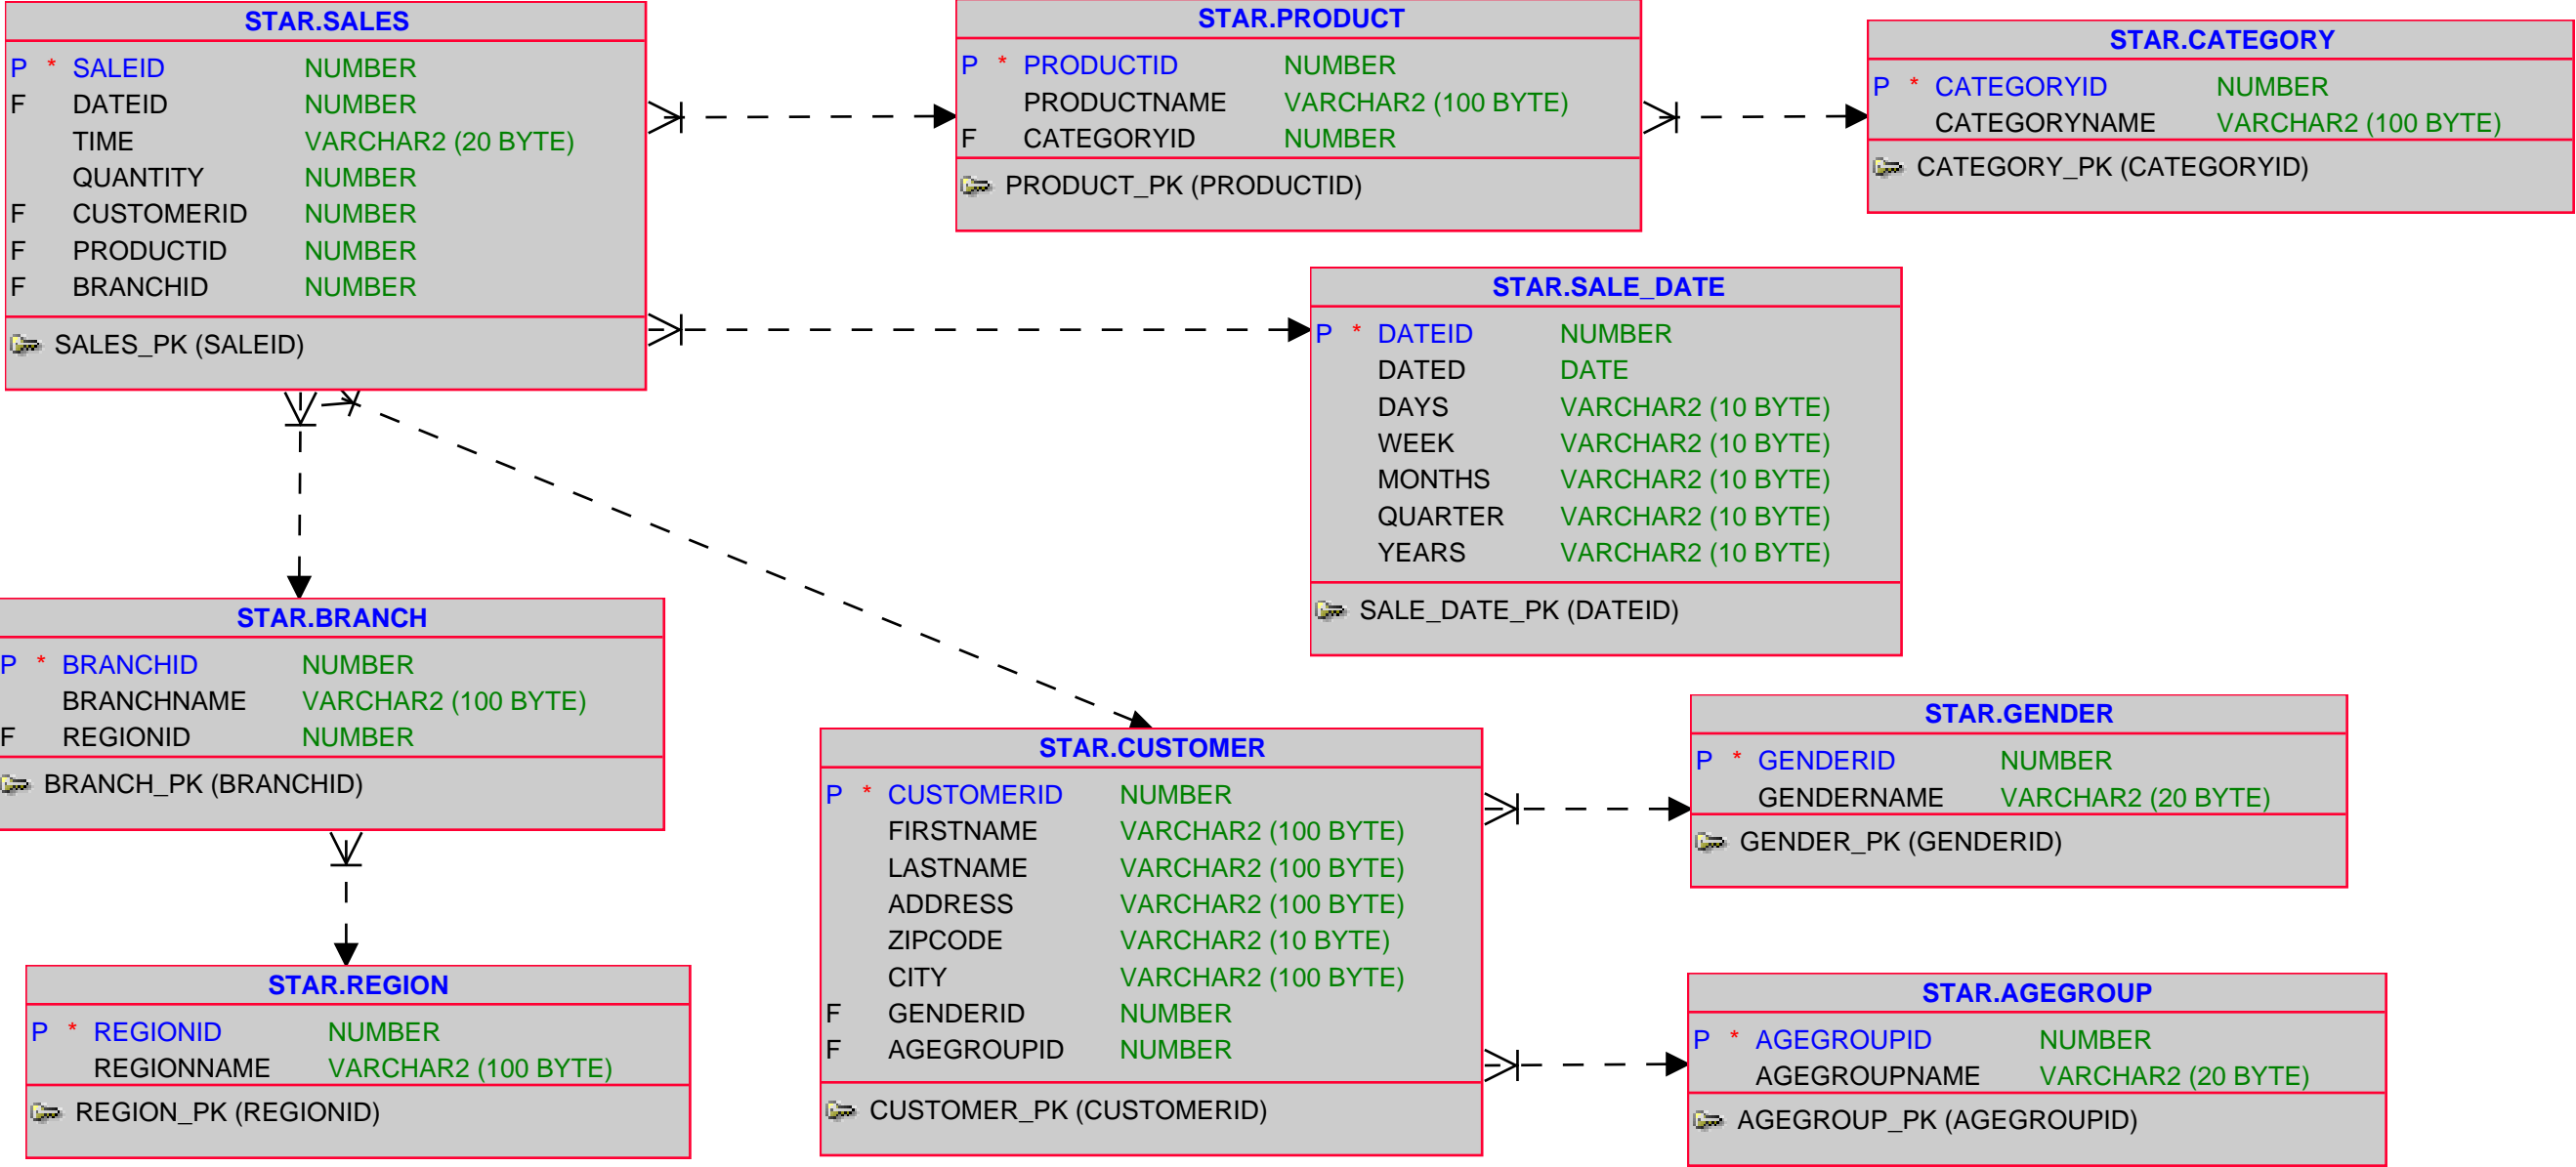 STAR.SALES
P * SALEID NUMBER
F DATEID NUMBER
TIME VARCHAR2 (20 BYTE)
QUANTITY NUMBER
F CUSTOMERID NUMBER
F PRODUCTID NUMBER
F BRANCHID NUMBER
SALES_PK (SALEID)
STAR.PRODUCT
P * PRODUCTID NUMBER
PRODUCTNAME VARCHAR2 (100 BYTE)
F CATEGORYID NUMBER
PRODUCT_PK (PRODUCTID)
STAR.CATEGORY
P * CATEGORYID NUMBER
CATEGORYNAME VARCHAR2 (100 BYTE)
CATEGORY_PK (CATEGORYID)
STAR.SALE_DATE
P * DATEID NUMBER
DATED DATE
DAYS VARCHAR2 (10 BYTE)
WEEK VARCHAR2 (10 BYTE)
MONTHS VARCHAR2 (10 BYTE)
QUARTER VARCHAR2 (10 BYTE)
YEARS VARCHAR2 (10 BYTE)
SALE_DATE_PK (DATEID)
STAR.BRANCH
P * BRANCHID NUMBER
BRANCHNAME VARCHAR2 (100 BYTE)
F REGIONID NUMBER
BRANCH_PK (BRANCHID)
STAR.CUSTOMER
P * CUSTOMERID NUMBER
FIRSTNAME VARCHAR2 (100 BYTE)
LASTNAME VARCHAR2 (100 BYTE)
ADDRESS VARCHAR2 (100 BYTE)
ZIPCODE VARCHAR2 (10 BYTE)
CITY VARCHAR2 (100 BYTE)
F GENDERID NUMBER
F AGEGROUPID NUMBER
CUSTOMER_PK (CUSTOMERID)
STAR.GENDER
P * GENDERID NUMBER
GENDERNAME VARCHAR2 (20 BYTE)
GENDER_PK (GENDERID)
STAR.REGION
P * REGIONID NUMBER
REGIONNAME VARCHAR2 (100 BYTE)
REGION_PK (REGIONID)
STAR.AGEGROUP
P * AGEGROUPID NUMBER
AGEGROUPNAME VARCHAR2 (20 BYTE)
AGEGROUP_PK (AGEGROUPID)